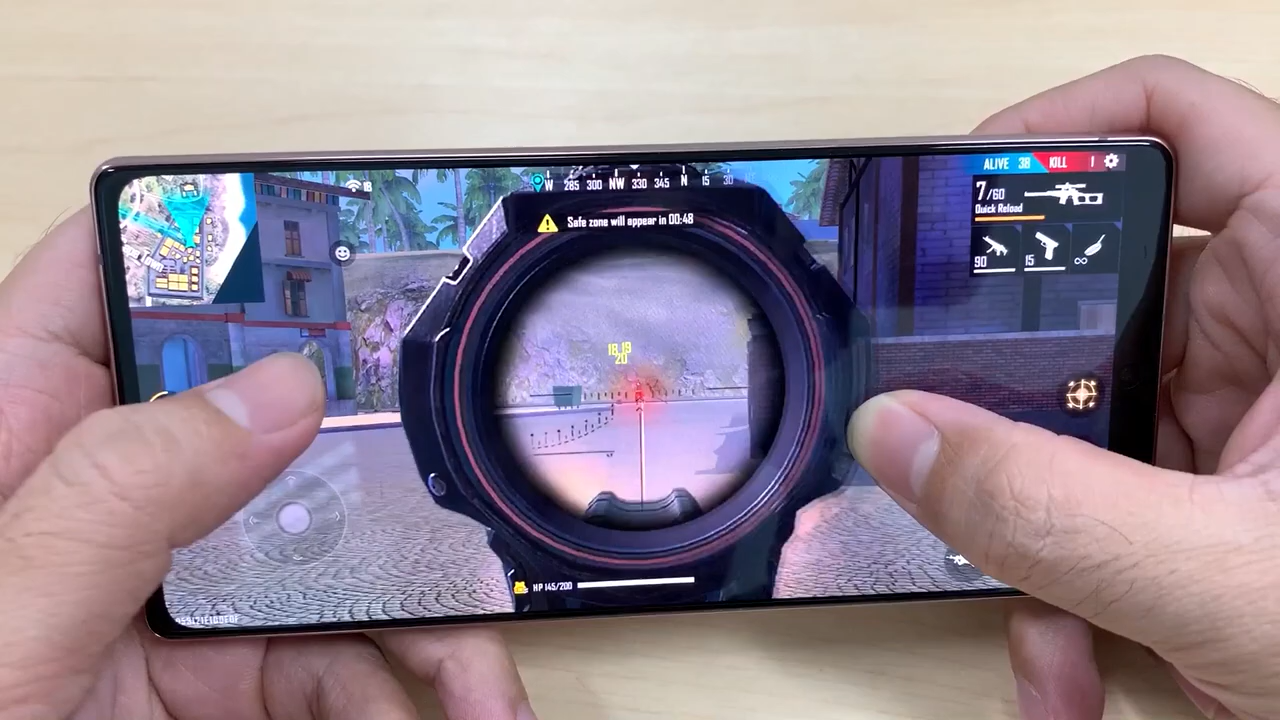 18
W 285 300 NW 330 345 N 15 30
ALIVE 38 KILL 1
Safe zone will appear in 00:48
7/60
Quick Reload
90 15 ∞
18 19
20
HP 145/200